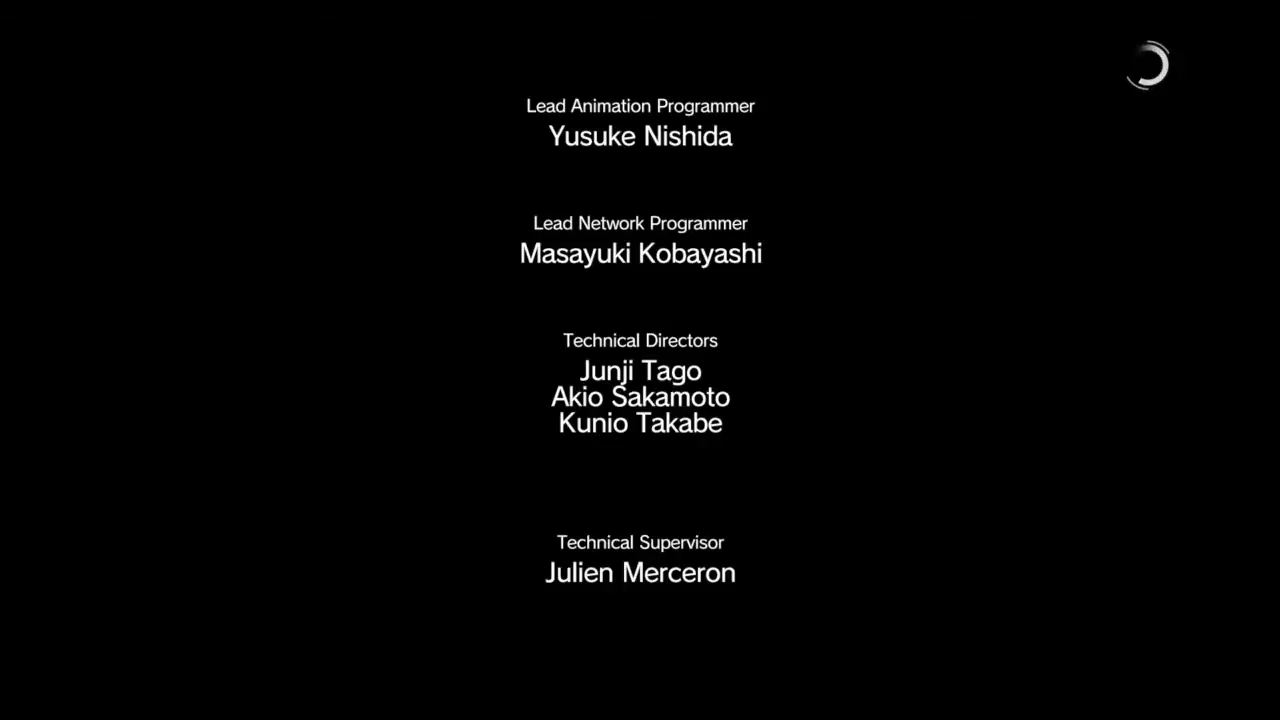 Lead Animation Programmer
Yusuke Nishida
Lead Network Programmer
Masayuki Kobayashi
Technical Directors
Junji Tago
Akio Sakamoto
Kunio Takabe
Technical Supervisor
Julien Merceron